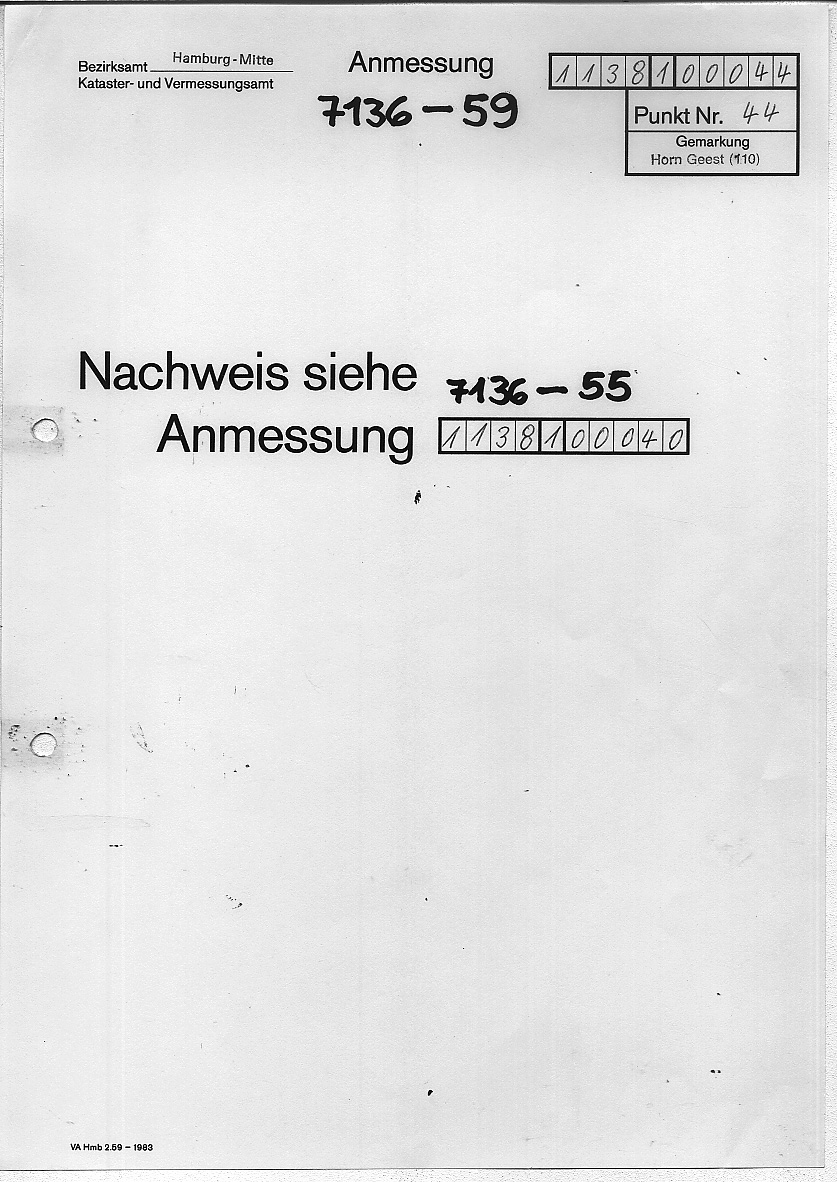 Bezirksamt Hamburg-Mitte
Kataster- und Vermessungsamt
Anmessung
7136-59
1138100044
Punkt Nr. 44
Gemarkung
Horn Geest (110)
Nachweis siehe 7136-55
Anmessung 1138100040
VA Hmb 2.59 – 1983